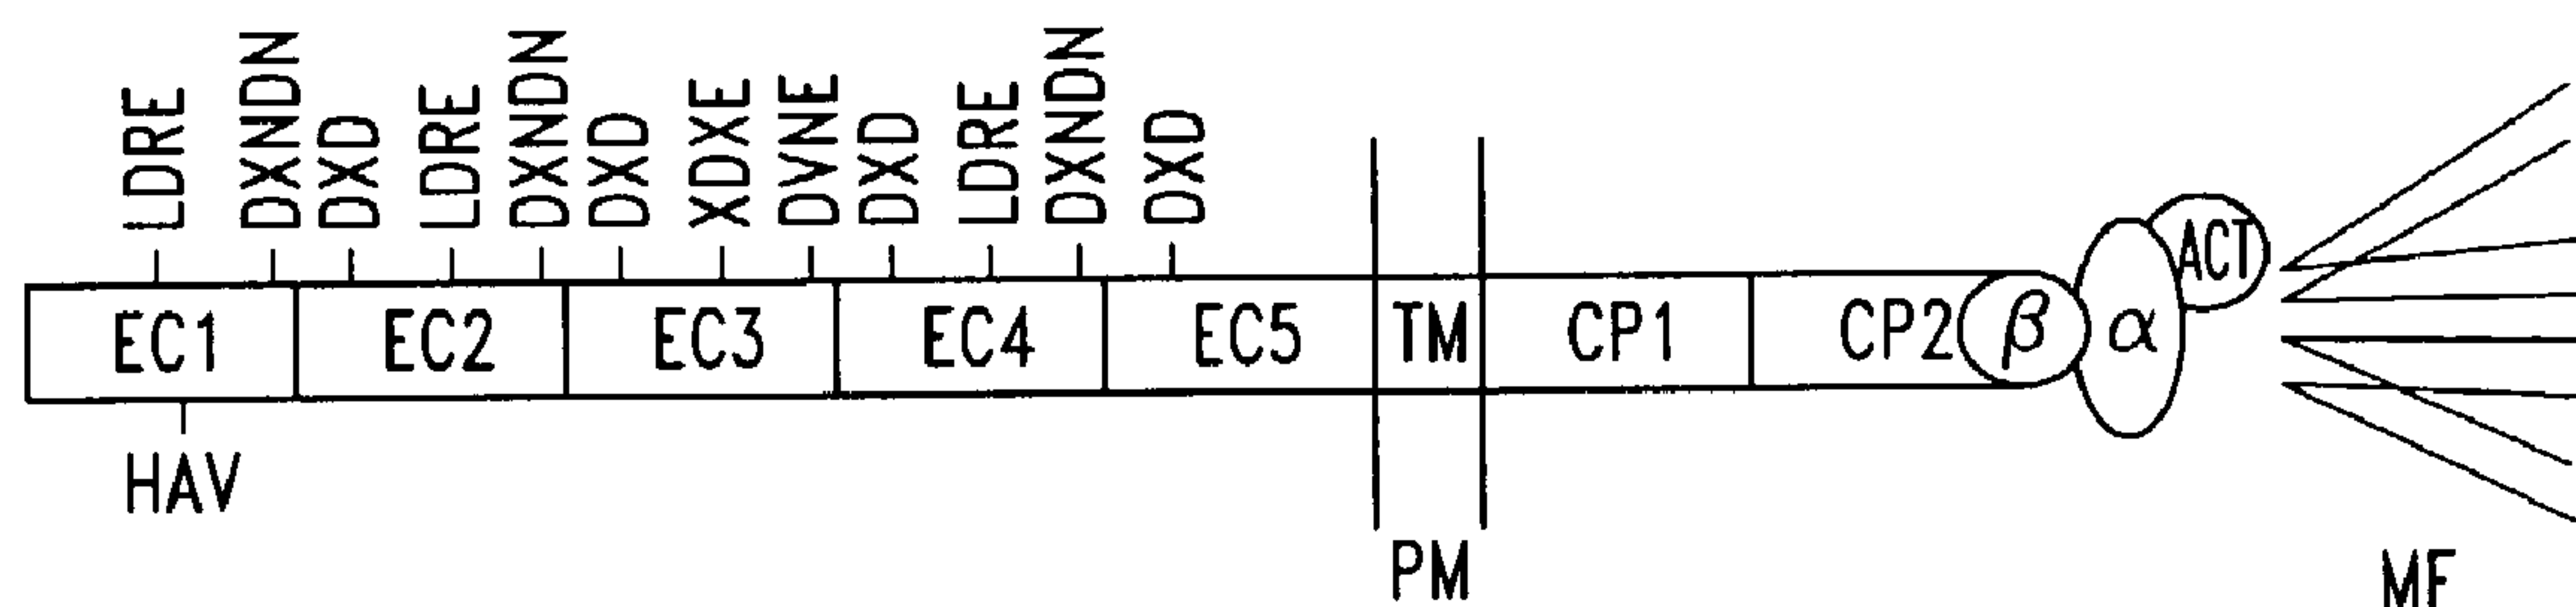 LDRE
DXNDN
DXD
LDRE
DXNDN
DXD
XDXE
DVNE
DXD
LDRE
DXNDN
DXD
EC1 EC2 EC3 EC4 EC5 TM CP1 CP2 β α ACT
HAV
PM
MF